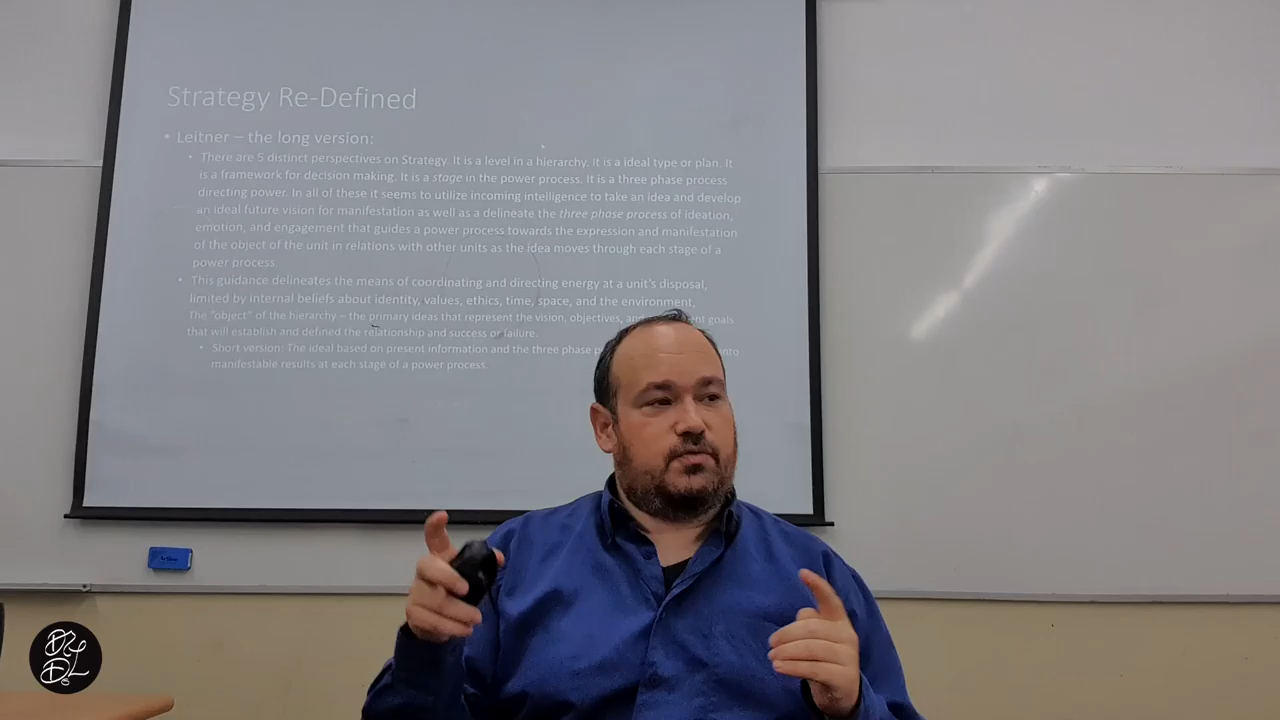 Strategy Re-Defined
• Leitner – the long version:
• There are 5 distinct perspectives on Strategy. It is a level in a hierarchy. It is a ideal type or plan. It
is a framework for decision making. It is a stage in the power process. It is a three phase process
directing power. In all of these it seems to utilize incoming intelligence to take an idea and develop
an ideal future vision for manifestation as well as a delineate the three phase process of ideation,
emotion, and engagement that guides a power process towards the expression and manifestation
of the object of the unit in relations with other units as the idea moves through each stage of a
power process.
• This guidance delineates the means of coordinating and directing energy at a unit's disposal,
limited by internal beliefs about identity, values, ethics, time, space, and the environment,
The "object" of the hierarchy – the primary ideas that represent the vision, objectives, goals
that will establish and defined the relationship and success or failure.
• Short version: The ideal based on present information and the three phase
manifestable results at each stage of a power process.
DR
D.L